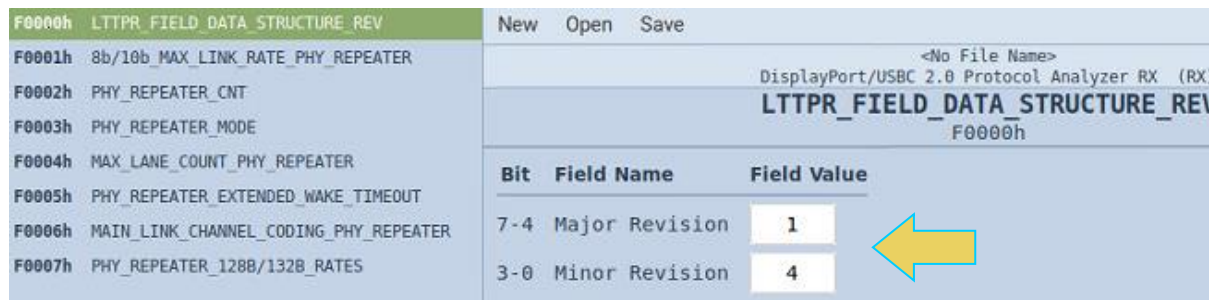 F0000h LTTPR_FIELD_DATA_STRUCTURE_REV
F0001h 8b/10b_MAX_LINK_RATE_PHY_REPEATER
F0002h PHY_REPEATER_CNT
F0003h PHY_REPEATER_MODE
F0004h MAX_LANE_COUNT_PHY_REPEATER
F0005h PHY_REPEATER_EXTENDED_WAKE_TIMEOUT
F0006h MAIN_LINK_CHANNEL_CODING_PHY_REPEATER
F0007h PHY_REPEATER_128B/132B_RATES
New Open Save
<No File Name>
DisplayPort/USBC 2.0 Protocol Analyzer RX (RX
LTTPR_FIELD_DATA_STRUCTURE_REV
F0000h
Bit Field Name Field Value
7-4 Major Revision 1
3-0 Minor Revision 4